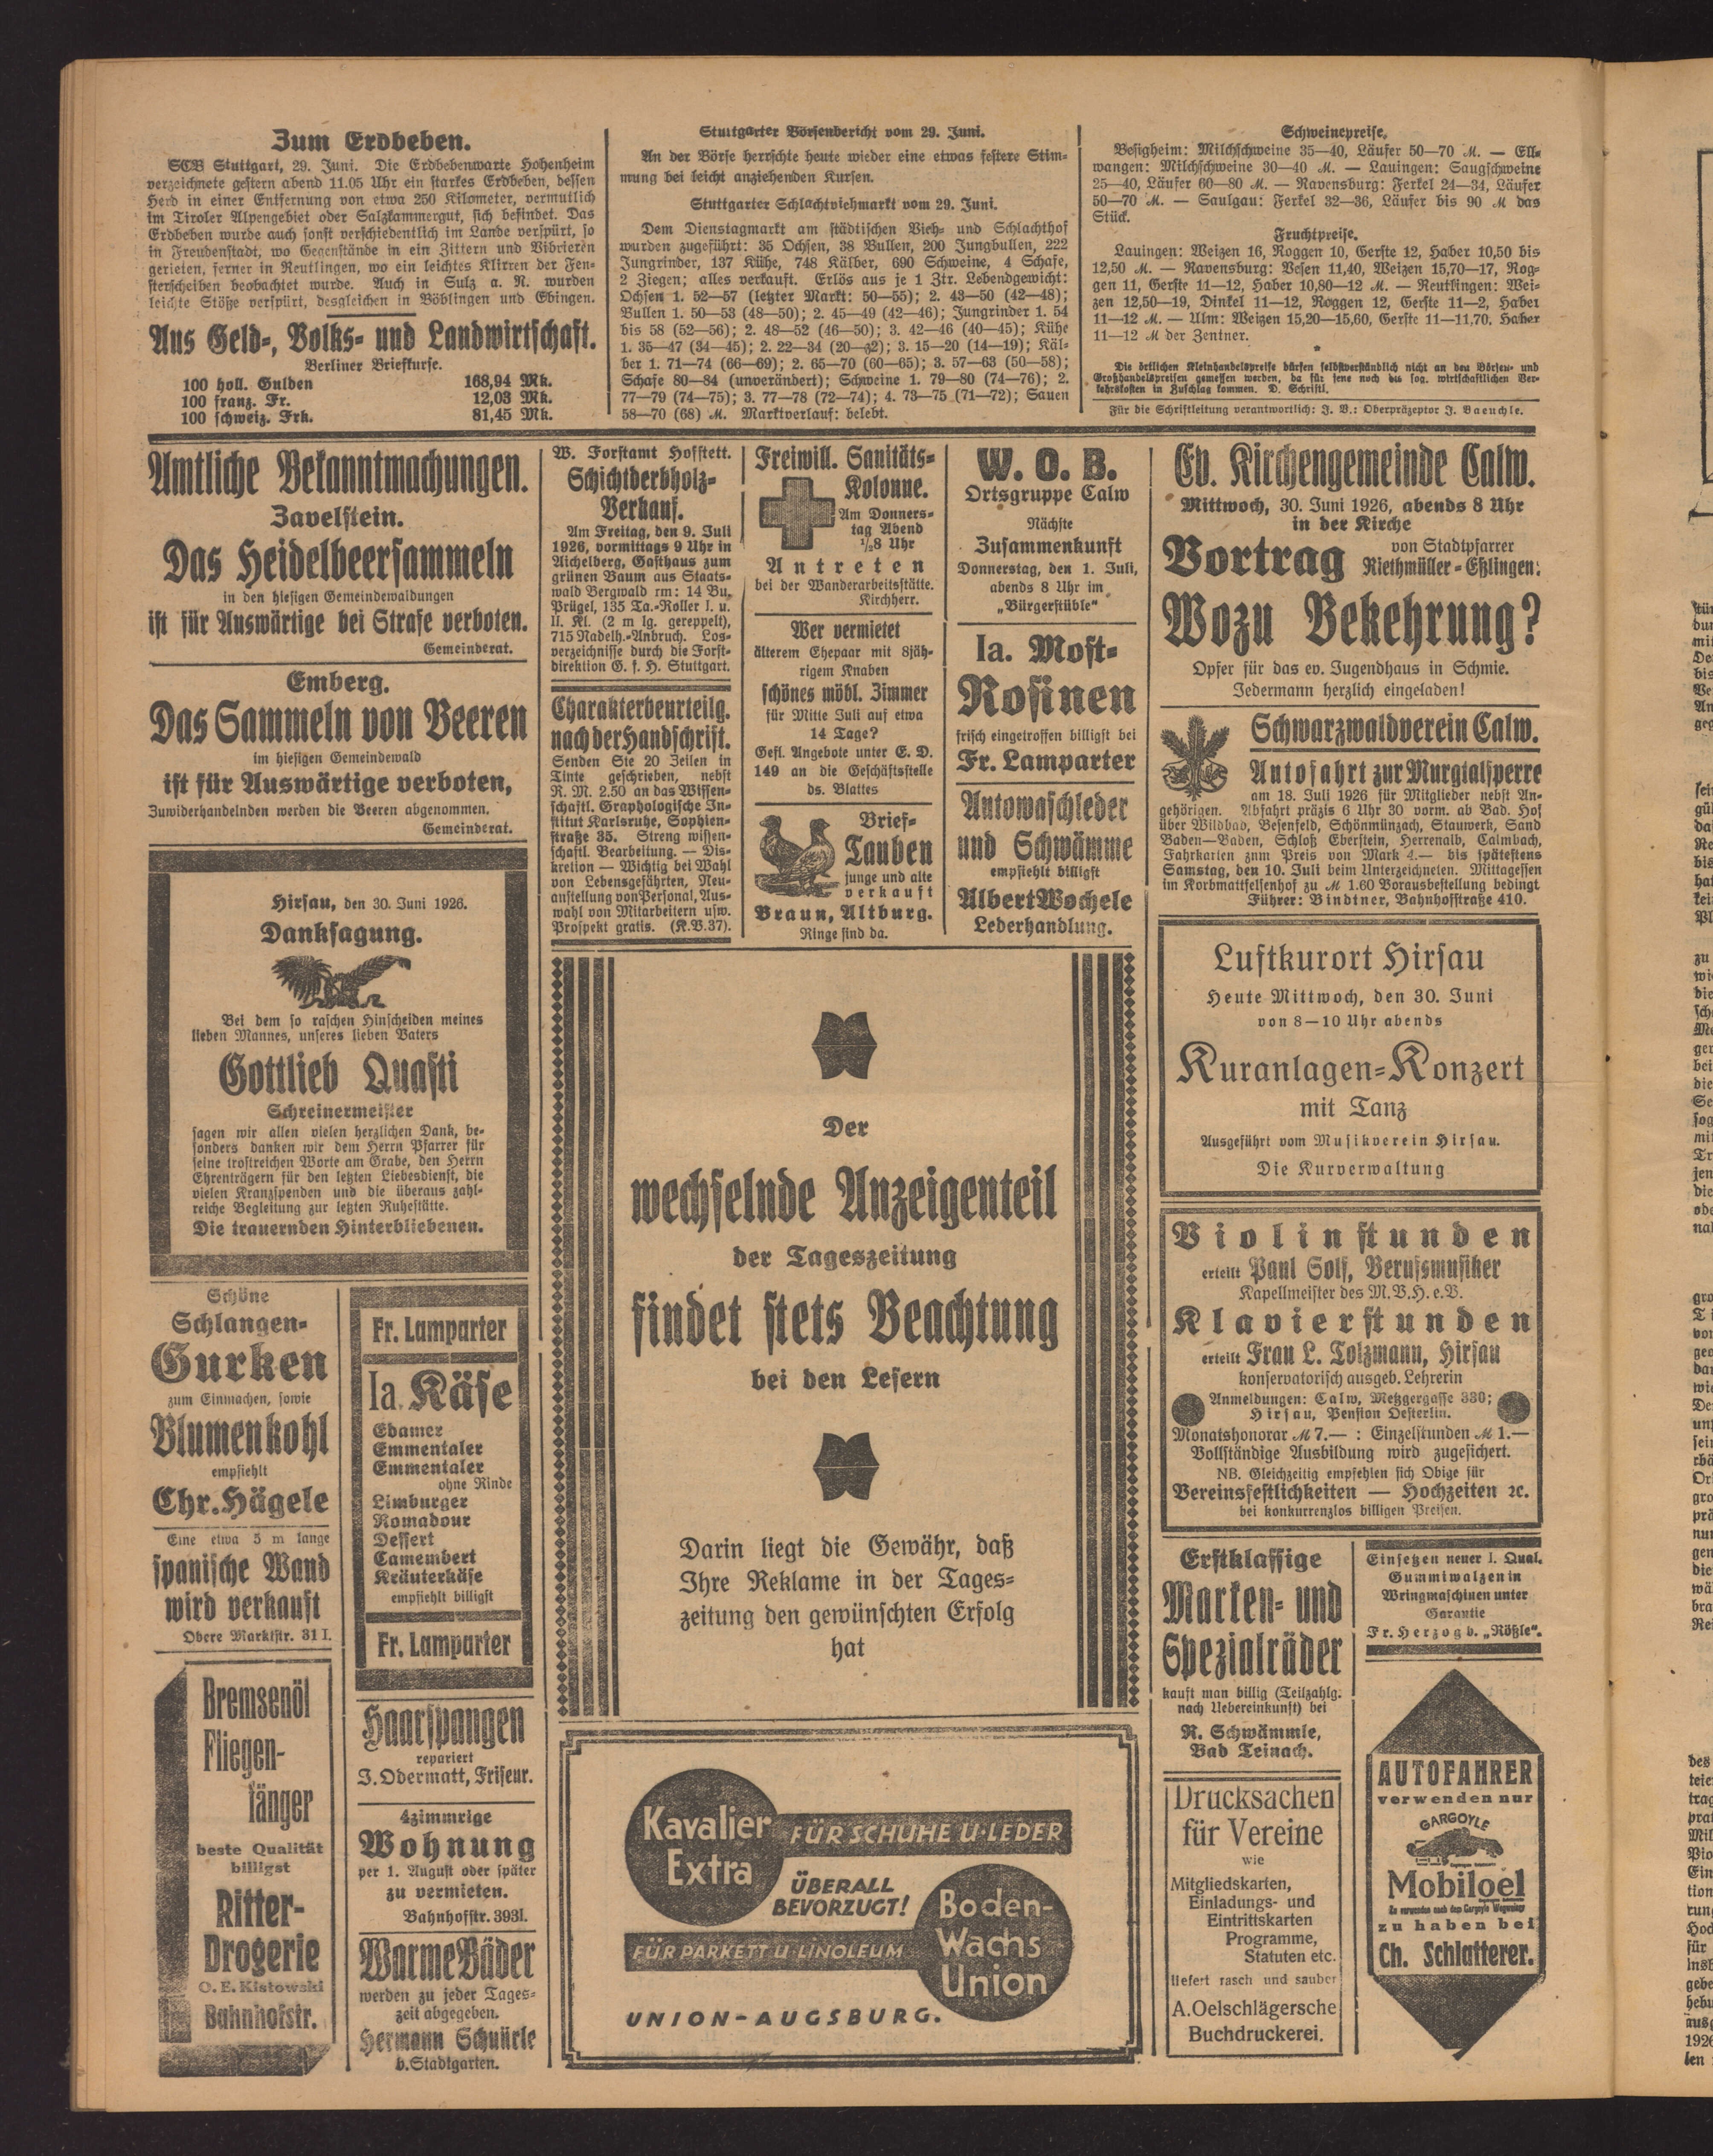 Zum Erdbeben.
SCB Stuttgart, 29. Juni. Die Erdbebenwarte Hohenheim
verzeichnete gestern abend 11.05 Uhr ein starkes Erdbeben, dessen
Herd in einer Entfernung von etwa 250 Kilometer, vermutlich
im Tiroler Alpengebiet oder Salzkammergut, sich befindet. Das
Erdbeben wurde auch sonst verschiedentlich im Lande verspürt, so
in Freudenstadt, wo Gegenstände in ein Zittern und Vibrieren
gerieten, ferner in Reutlingen, wo ein leichtes Klirren der Fen-
sterscheiben beobachtet wurde. Auch in Sulz a. N. wurden
leichte Stöße verspürt, desgleichen in Böblingen und Ebingen.
Aus Geld-, Volks- und Landwirtschaft.
Berliner Briefkurse.
100 holl. Gulden 168,94 Mk.
100 franz. Fr. 12,03 Mk.
100 schweiz. Frk. 81,45 Mk.
Stuttgarter Börsenbericht vom 29. Juni.
An der Börse herrschte heute wieder eine etwas festere Stim-
mung bei leicht anziehenden Kursen.
Stuttgarter Schlachtviehmarkt vom 29. Juni.
Dem Dienstagmarkt am städtischen Vieh- und Schlachthof
wurden zugeführt: 35 Ochsen, 38 Bullen, 200 Jungbullen, 222
Jungrinder, 137 Kühe, 748 Kälber, 690 Schweine, 4 Schafe,
2 Ziegen; alles verkauft. Erlös aus je 1 Ztr. Lebendgewicht:
Ochsen 1. 52—57 (letzter Markt: 50—55); 2. 43—50 (42—48);
Bullen 1. 50—53 (48—50); 2. 45—49 (42—46); Jungrinder 1. 54
bis 58 (52—56); 2. 48—52 (46—50); 3. 42—46 (40—45); Kühe
1. 35—47 (34—45); 2. 22—34 (20—32); 3. 15—20 (14—19); Käl-
ber 1. 71—74 (66—69); 2. 65—70 (60—65); 3. 57—63 (50—58);
Schafe 80—84 (unverändert); Schweine 1. 79—80 (74—76); 2.
77—79 (74—75); 3. 77—78 (72—74); 4. 73—75 (71—72); Sauen
58—70 (68) M. Marktverlauf: belebt.
Schweinepreise.
Besigheim: Milchschweine 35—40, Läufer 50—70 M. — Ell-
wangen: Milchschweine 30—40 M. — Lauingen: Saugschweine
25—40, Läufer 60—80 M. — Ravensburg: Ferkel 24—34, Läufer
50—70 M. — Saulgau: Ferkel 32—36, Läufer bis 90 M das
Stück.
Fruchtpreise.
Lauingen: Weizen 16, Roggen 10, Gerste 12, Haber 10,50 bis
12,50 M. — Ravensburg: Vesen 11,40, Weizen 15,70—17, Rog-
gen 11, Gerste 11—12, Haber 10,80—12 M. — Reutlingen: Wei-
zen 12,50—19, Dinkel 11—12, Roggen 12, Gerste 11—2, Haber
11—12 M. — Ulm: Weizen 15,20—15,60, Gerste 11—11,70, Haber
11—12 M der Zentner.
*
Die örtlichen Kleinhandelspreise dürfen selbstverständlich nicht an den Börsen- und
Großhandelspreisen gemessen werden, da für jene noch die sog. wirtschaftlichen Ver-
kehrskosten in Zuschlag kommen. D. Schriftl.
Für die Schriftleitung verantwortlich: J. V.: Oberpräzeptor J. Baeuchle.
Amtliche Bekanntmachungen.
Zavelstein.
Das Heidelbeersammeln
in den hiesigen Gemeindewaldungen
ist für Auswärtige bei Strafe verboten.
Gemeinderat.
Emberg.
Das Sammeln von Beeren
im hiesigen Gemeindewald
ist für Auswärtige verboten,
Zuwiderhandelnden werden die Beeren abgenommen.
Gemeinderat.
Hirsau, den 30. Juni 1926.
Danksagung.
Bei dem so raschen Hinscheiden meines
lieben Mannes, unseres lieben Vaters
Gottlieb Quasti
Schreinermeister
sagen wir allen vielen herzlichen Dank, be-
sonders danken wir dem Herrn Pfarrer für
seine trostreichen Worte am Grabe, den Herrn
Ehrenträgern für den letzten Liebesdienst, die
vielen Kranzspenden und die überaus zahl-
reiche Begleitung zur letzten Ruhestätte.
Die trauernden Hinterbliebenen.
Schöne
Schlangen-
Gurken
zum Einmachen, sowie
Blumenkohl
empfiehlt
Chr. Hägele
Eine etwa 5 m lange
spanische Wand
wird verkauft
Obere Marktstr. 31 I.
Bremsenöl
Fliegen-
fänger
beste Qualität
billigst
Ritter-
Drogerie
O. E. Kistowski
Bahnhofstr.
Fr. Lamparter
Ia. Käse
Edamer
Emmentaler
Emmentaler
ohne Rinde
Limburger
Romadour
Dessert
Camembert
Kräuterkäse
empfiehlt billigst
Fr. Lamparter
Haarspangen
repariert
J. Odermatt, Friseur.
4zimmrige
Wohnung
per 1. August oder später
zu vermieten.
Bahnhofstr. 393I.
Warme Bäder
werden zu jeder Tages-
zeit abgegeben.
Hermann Schnürle
b. Stadtgarten.
W. Forstamt Hofstett.
Schichtderbholz-
Verkauf.
Am Freitag, den 9. Juli
1926, vormittags 9 Uhr in
Aichelberg, Gasthaus zum
grünen Baum aus Staats-
wald Bergwald rm: 14 Bu.
Prügel, 135 Ta.-Roller I. u.
II. Kl. (2 m lg. gereppelt),
715 Nadelh.-Anbruch. Los-
verzeichnisse durch die Forst-
direktion G. f. H. Stuttgart.
Charakterbeurteilg.
nach der Handschrift.
Senden Sie 20 Zeilen in
Tinte geschrieben, nebst
R. M. 2.50 an das Wissen-
schaftl. Graphologische In-
stitut Karlsruhe, Sophien-
straße 35. Streng wissen-
schaftl. Bearbeitung. — Dis-
kretion — Wichtig bei Wahl
von Lebensgefährten, Neu-
anstellung von Personal, Aus-
wahl von Mitarbeitern usw.
Prospekt gratis. (K.B.37).
Freiwill. Sanitäts-
Kolonne.
Am Donners-
tag Abend
1/28 Uhr
Antreten
bei der Wanderarbeitsstätte.
Kirchherr.
Wer vermietet
älterem Ehepaar mit 8jäh-
rigem Knaben
schönes möbl. Zimmer
für Mitte Juli auf etwa
14 Tage?
Gefl. Angebote unter E. D.
149 an die Geschäftsstelle
ds. Blattes
Brief-
Tauben
junge und alte
verkauft
Braun, Altburg.
Ringe sind da.
W. O. B.
Ortsgruppe Calw
Nächste
Zusammenkunft
Donnerstag, den 1. Juli,
abends 8 Uhr im
„Bürgerstüble“
Ia. Most-
Rosinen
frisch eingetroffen billigst bei
Fr. Lamparter
Autowaschleder
und Schwämme
empfiehlt billigst
Albert Wochele
Lederhandlung.
Der
wechselnde Anzeigenteil
der Tageszeitung
findet stets Beachtung
bei den Lesern
Darin liegt die Gewähr, daß
Ihre Reklame in der Tages-
zeitung den gewünschten Erfolg
hat
Kavalier
Extra
FÜR SCHUHE U. LEDER
ÜBERALL
BEVORZUGT!
FÜR PARKETT U. LINOLEUM
Boden-
Wachs
Union
UNION-AUGSBURG.
Ev. Kirchengemeinde Calw.
Mittwoch, 30. Juni 1926, abends 8 Uhr
in der Kirche
Vortrag von Stadtpfarrer
Riethmüller-Eßlingen:
Wozu Bekehrung?
Opfer für das ev. Jugendhaus in Schmie.
Jedermann herzlich eingeladen!
Schwarzwaldverein Calw.
Autofahrt zur Murgtalsperre
am 18. Juli 1926 für Mitglieder nebst An-
gehörigen. Abfahrt präzis 6 Uhr 30 vorm. ab Bad. Hof
über Wildbad, Besenfeld, Schönmünzach, Stauwerk, Sand
Baden—Baden, Schloß Eberstein, Herrenalb, Calmbach,
Fahrkarten zum Preis von Mark 4.— bis spätestens
Samstag, den 10. Juli beim Unterzeichneten. Mittagessen
im Korbmattfelsenhof zu M 1.60 Vorausbestellung bedingt
Führer: Bindtner, Bahnhofstraße 410.
Luftkurort Hirsau
Heute Mittwoch, den 30. Juni
von 8—10 Uhr abends
Kuranlagen-Konzert
mit Tanz
Ausgeführt vom Musikverein Hirsau.
Die Kurverwaltung
Violinstunden
erteilt Paul Solf, Berufsmusiker
Kapellmeister des M.V.H. e.V.
Klavierstunden
erteilt Frau L. Tolzmann, Hirsau
konservatorisch ausgeb. Lehrerin
Anmeldungen: Calw, Metzgergasse 330;
Hirsau, Pension Oesterlin.
Monatshonorar M 7.— : Einzelstunden M 1.—
Vollständige Ausbildung wird zugesichert.
NB. Gleichzeitig empfehlen sich Obige für
Vereinsfestlichkeiten — Hochzeiten ꝛc.
bei konkurrenzlos billigen Preisen.
Erstklassige
Marken- und
Spezialräder
kauft man billig (Teilzahlg.
nach Uebereinkunft) bei
R. Schwämmle,
Bad Teinach.
Drucksachen
für Vereine
wie
Mitgliedskarten,
Einladungs- und
Eintrittskarten
Programme,
Statuten etc.
liefert rasch und sauber
A. Oelschlägersche
Buchdruckerei.
Einsetzen neuer I. Qual.
Gummiwalzen in
Wringmaschinen unter
Garantie
Fr. Herzog b. „Rößle“.
AUTOFAHRER
verwenden nur
GARGOYLE
Mobiloel
zu haben bei
Ch. Schlatterer.